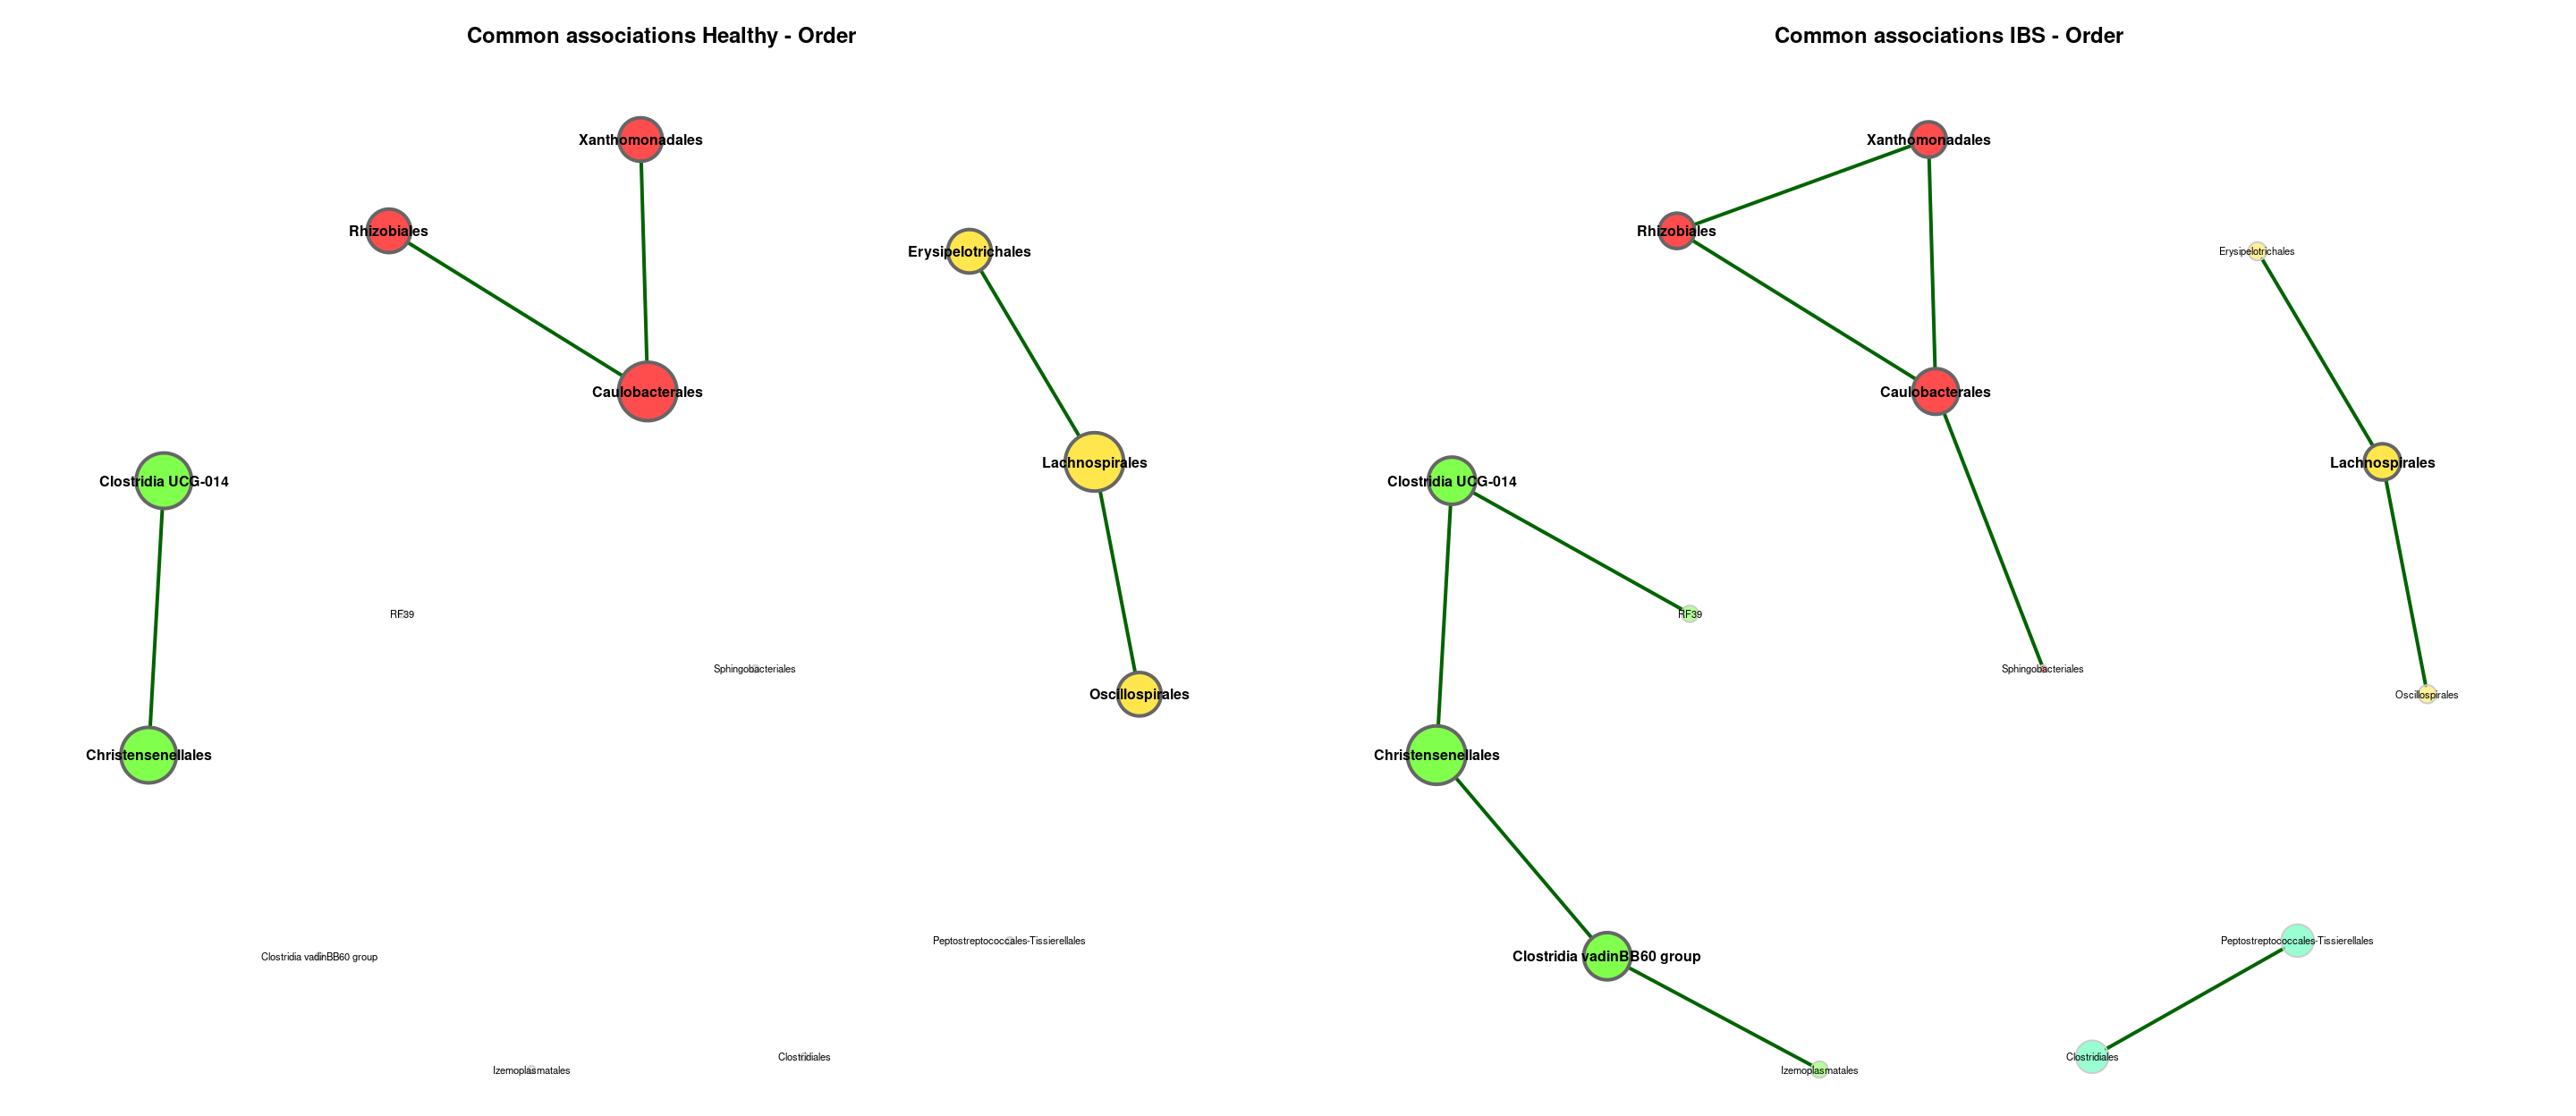 Common associations Healthy - Order
Xanthomonadales
Rhizobiales
Erysipelotrichales
Caulobacterales
Lachnospirales
Clostridia UCG-014
RF39
Sphingobacteriales
Oscillospirales
Christensenellales
Peptostreptococcales-Tissierellales
Clostridia vadinBB60 group
Clostridiales
Izemoplasmatales
Common associations IBS - Order
Xanthomonadales
Rhizobiales
Erysipelotrichales
Caulobacterales
Lachnospirales
Clostridia UCG-014
RF39
Sphingobacteriales
Oscillospirales
Christensenellales
Peptostreptococcales-Tissierellales
Clostridia vadinBB60 group
Clostridiales
Izemoplasmatales